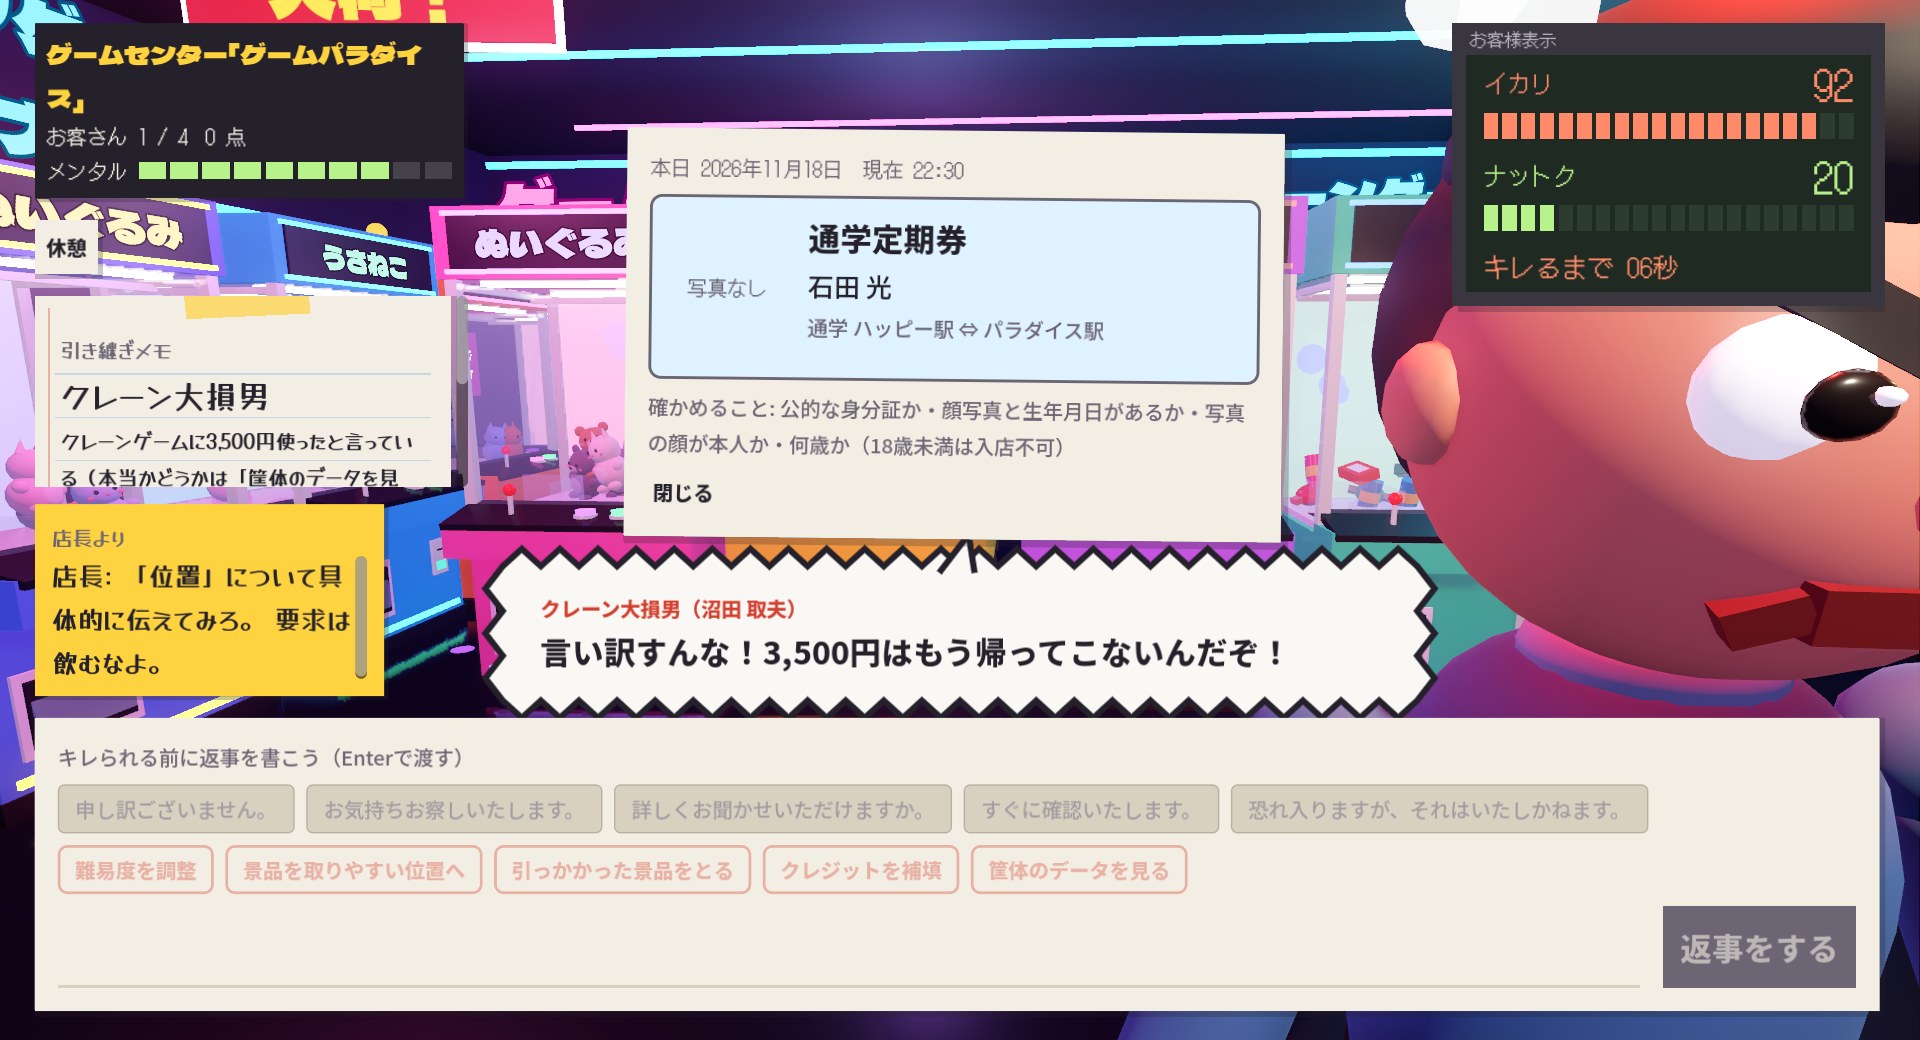 ゲームセンター「ゲームパラダイ
ス」
お客さん 1 / 4 0 点
メンタル
休憩
引き継ぎメモ
クレーン大損男
クレーンゲームに3,500円使ったと言ってい
る（本当かどうかは「筐体のデータを見
店長より
店長: 「位置」について具
体的に伝えてみろ。 要求は
飲むなよ。
ぬいぐるみ
うさねこ
ぬいぐるみ
本日 2026年11月18日 現在 22:30
通学定期券
写真なし
石田 光
通学 ハッピー駅 ⇔ パラダイス駅
確かめること: 公的な身分証か・顔写真と生年月日があるか・写真
の顔が本人か・何歳か（18歳未満は入店不可）
閉じる
お客様表示
イカリ 92
ナットク 20
キレるまで 06秒
クレーン大損男（沼田 取夫）
言い訳すんな！3,500円はもう帰ってこないんだぞ！
キレられる前に返事を書こう（Enterで渡す）
申し訳ございません。 お気持ちお察しいたします。 詳しくお聞かせいただけますか。 すぐに確認いたします。 恐れ入りますが、それはいたしかねます。
難易度を調整 景品を取りやすい位置へ 引っかかった景品をとる クレジットを補填 筐体のデータを見る
返事をする